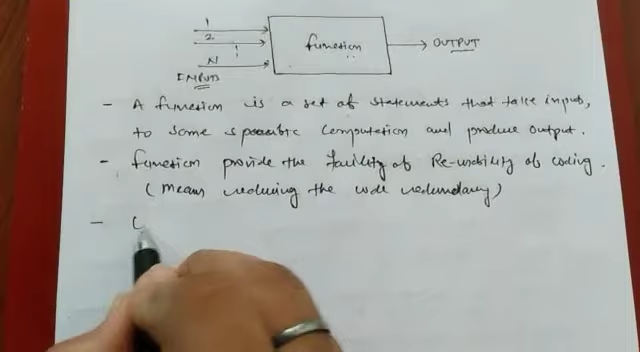 1
2
function
OUTPUT
N
INPUTS
- A function is a set of statements that take input,
to some specific Computation and produce output.
- function provide the facility of Re-usability of coding.
(means reducing the code redundancy)
- C